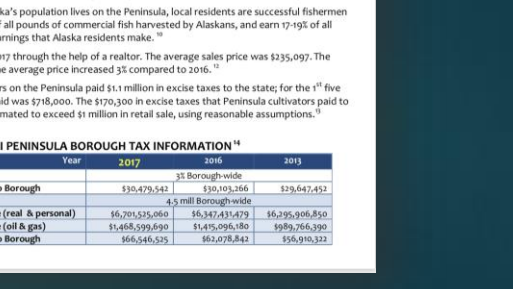 ka's population lives on the Peninsula, local residents are successful fishermen
f all pounds of commercial fish harvested by Alaskans, and earn 17-19% of all
rnings that Alaska residents make. 10
017 through the help of a realtor. The average sales price was $235,097. The
e average price increased 3% compared to 2016. 12
rs on the Peninsula paid $1.1 million in excise taxes to the state; for the 1st five
id was $718,000. The $170,300 in excise taxes that Peninsula cultivators paid to
mated to exceed $1 million in retail sale, using reasonable assumptions. 13
I PENINSULA BOROUGH TAX INFORMATION 14
Year 2017 2016 2013
3% Borough-wide
o Borough $30,479,542 $30,103,266 $29,647,452
4.5 mill Borough-wide
(real & personal) $6,701,525,060 $6,347,431,479 $6,295,906,850
(oil & gas) $1,468,599,690 $1,415,096,180 $989,766,390
o Borough $66,546,525 $62,078,842 $56,910,322